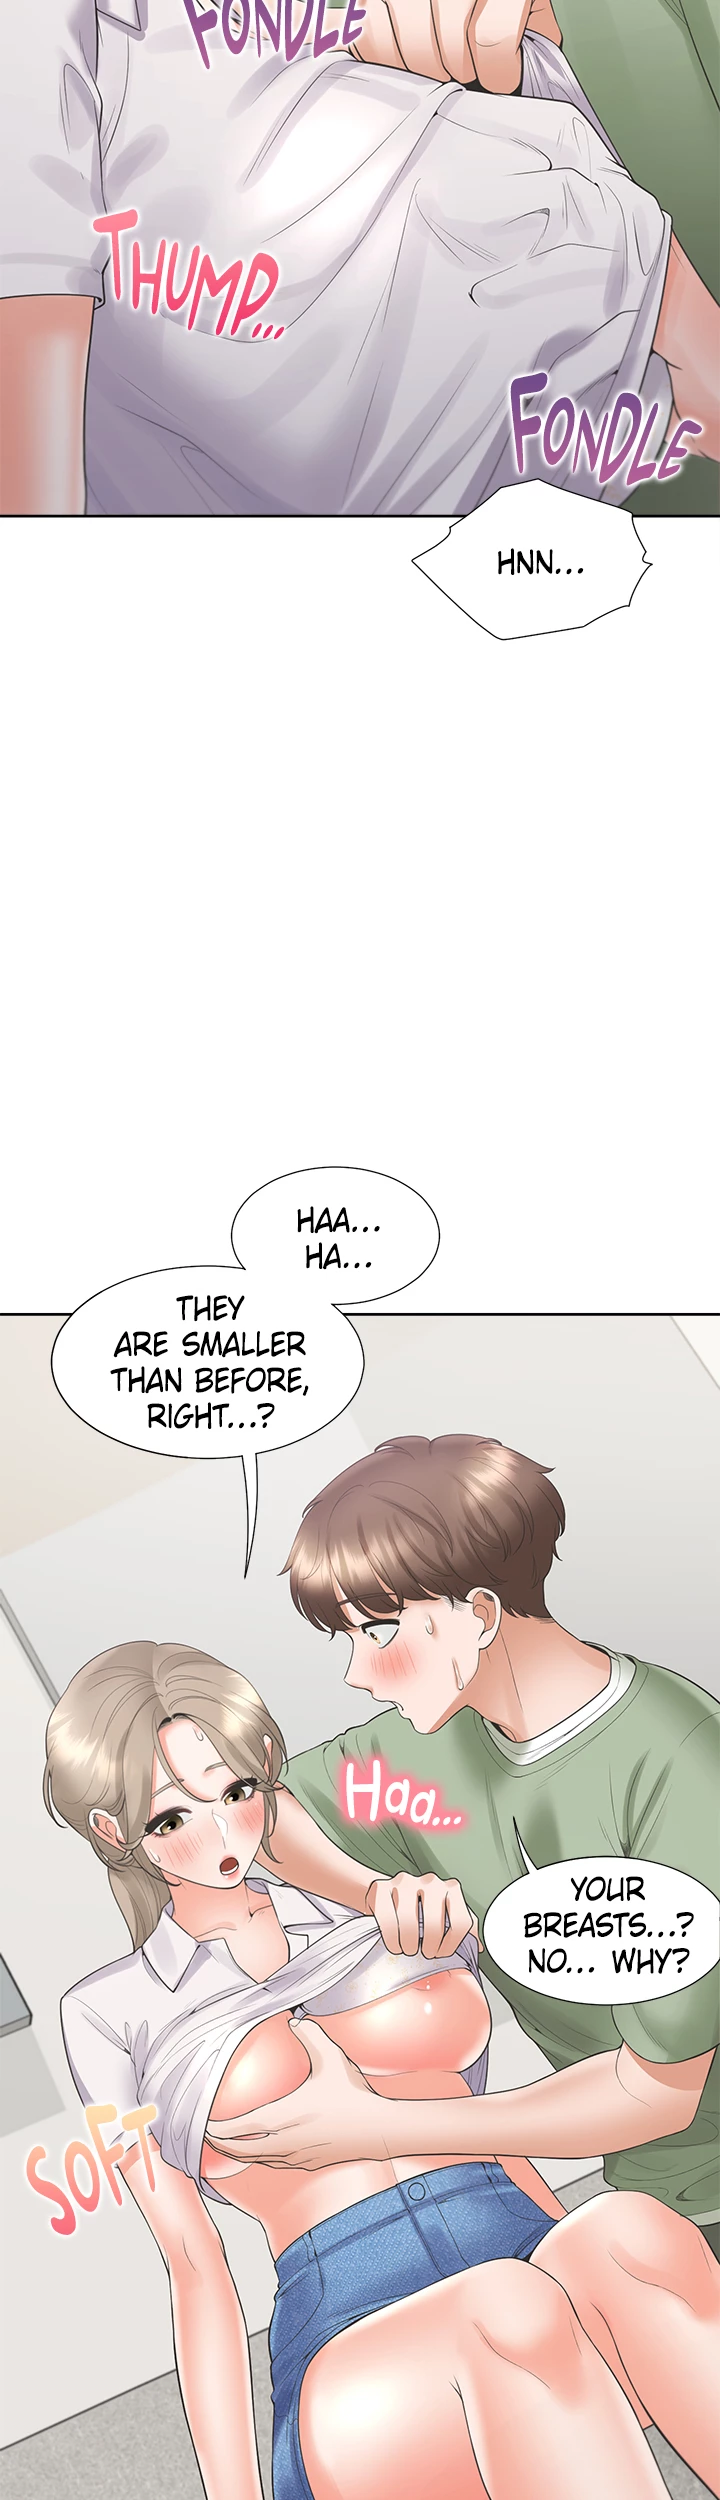 FONDLE
THUMP...
FONDLE
HNN...
HAA...
HA...
THEY
ARE SMALLER
THAN BEFORE,
RIGHT...?
Haa...
YOUR
BREASTS...?
NO... WHY?
SOFT